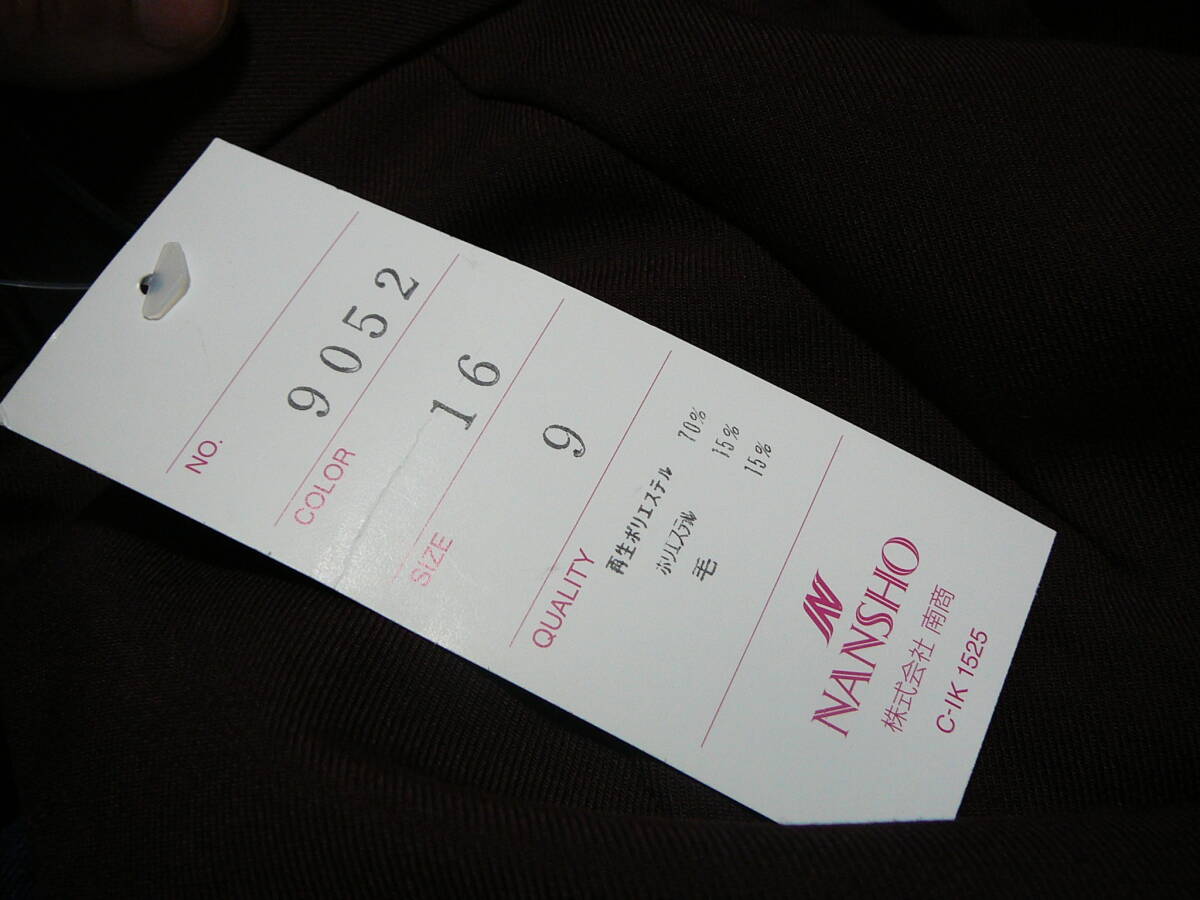 NO.
9052
COLOR
16
SIZE
9
QUALITY
再生ポリエステル 70%
ポリエステル 15%
毛 15%
NANSHO
株式会社 南商
C-IK 1525